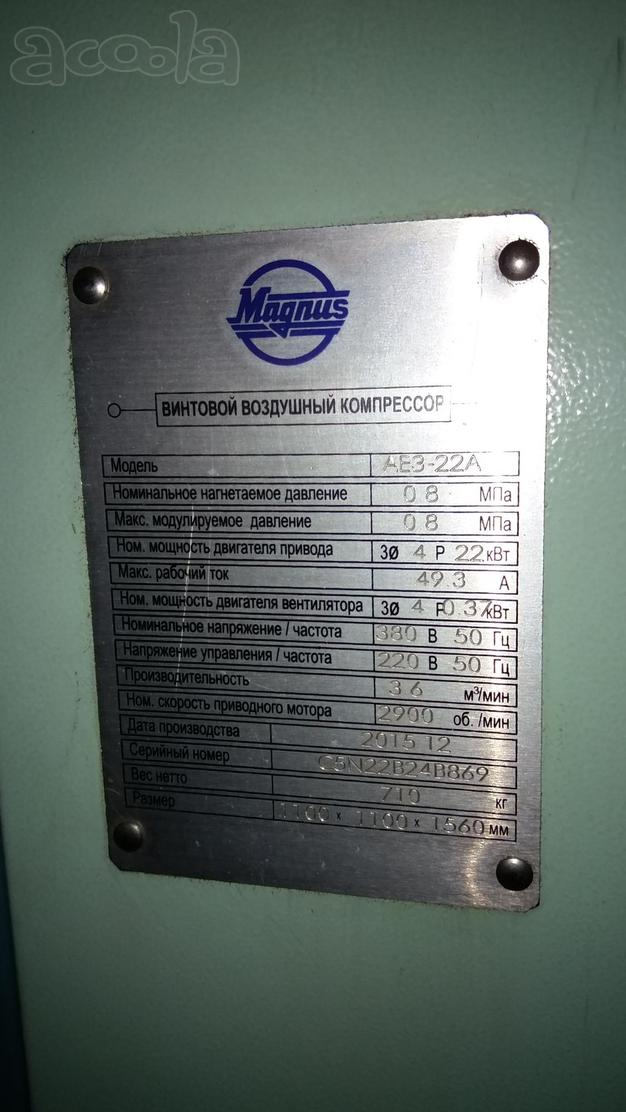 acoola
Magnus
ВИНТОВОЙ ВОЗДУШНЫЙ КОМПРЕССОР
Модель AE3-22A
Номинальное нагнетаемое давление 0.8 МПа
Макс. модулируемое давление 0.8 МПа
Ном. мощность двигателя привода 3Ø 4 P 22 кВт
Макс. рабочий ток 49.3 А
Ном. мощность двигателя вентилятора 3Ø 4 P 0.37 кВт
Номинальное напряжение / частота 380 В 50 Гц
Напряжение управления / частота 220 В 50 Гц
Производительность 3.6 м³/мин
Ном. скорость приводного мотора 2900 об. /мин
Дата производства 2015.12
Серийный номер C5N22B24B869
Вес нетто 710 кг
Размер 1100 x 1100 x 1560 мм